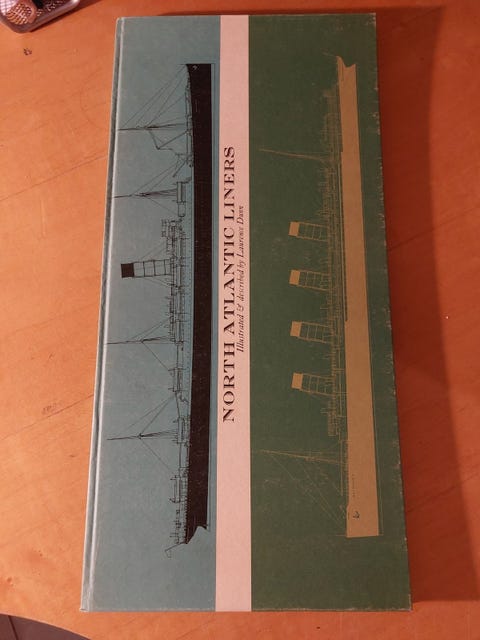 NORTH ATLANTIC LINERS
Illustrated & described by Laurence Dunn